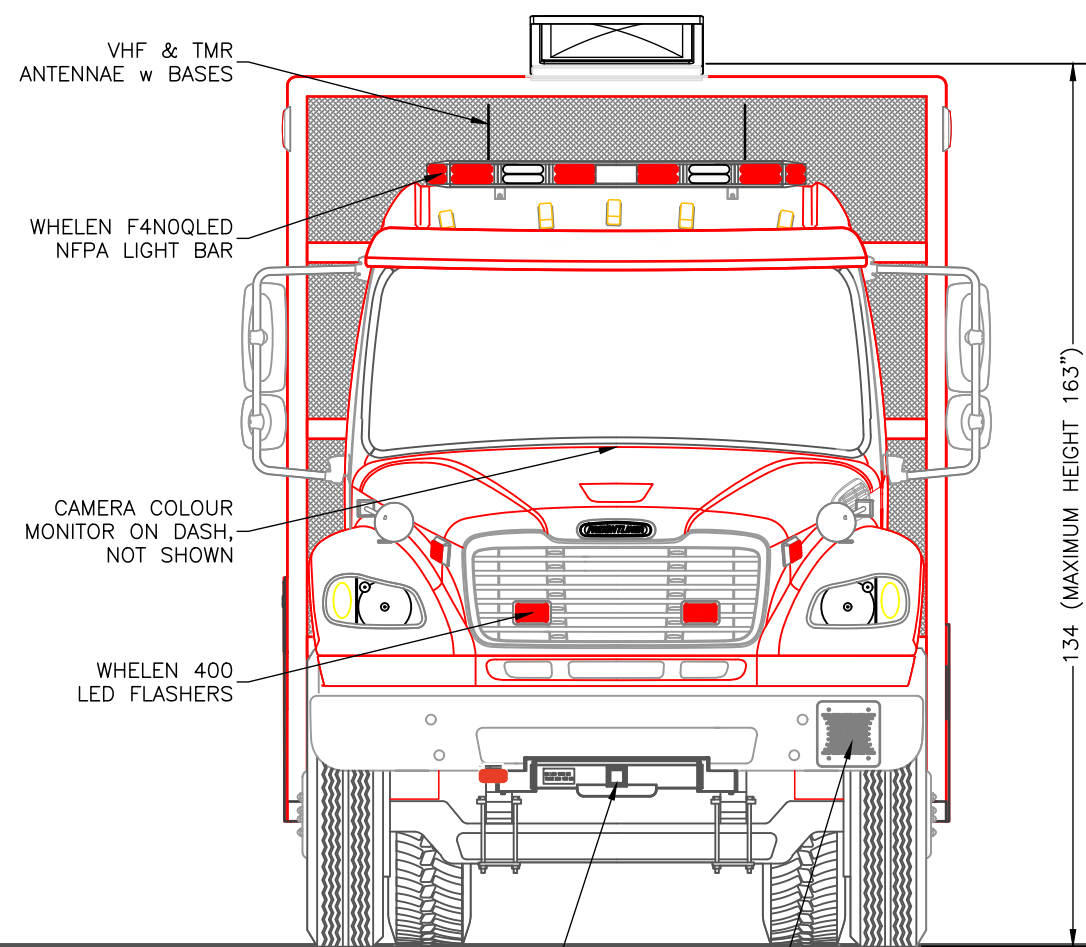 VHF & TMR
ANTENNAE w BASES
WHELEN F4N0QLED
NFPA LIGHT BAR
CAMERA COLOUR
MONITOR ON DASH,
NOT SHOWN
WHELEN 400
LED FLASHERS
134 (MAXIMUM HEIGHT 163")
FREIGHTLINER